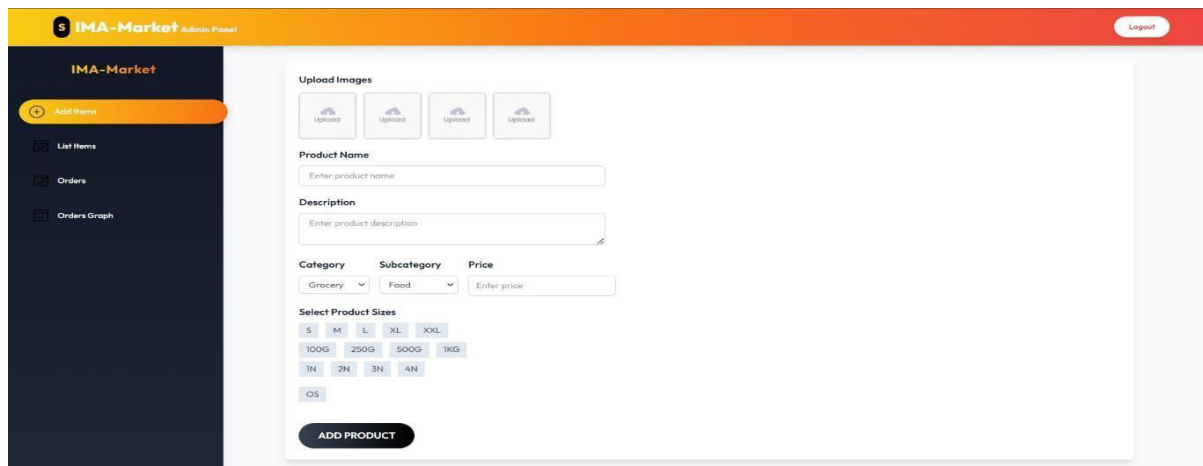 S IMA-Market Admin Panel
Logout
IMA-Market
Add Items
List Items
Orders
Orders Graph
Upload Images
Upload Upload Upload Upload
Product Name
Enter product name
Description
Enter product description
Category Subcategory Price
Grocery Food Enter price
Select Product Sizes
S M L XL XXL
100G 250G 500G 1KG
1N 2N 3N 4N
OS
ADD PRODUCT